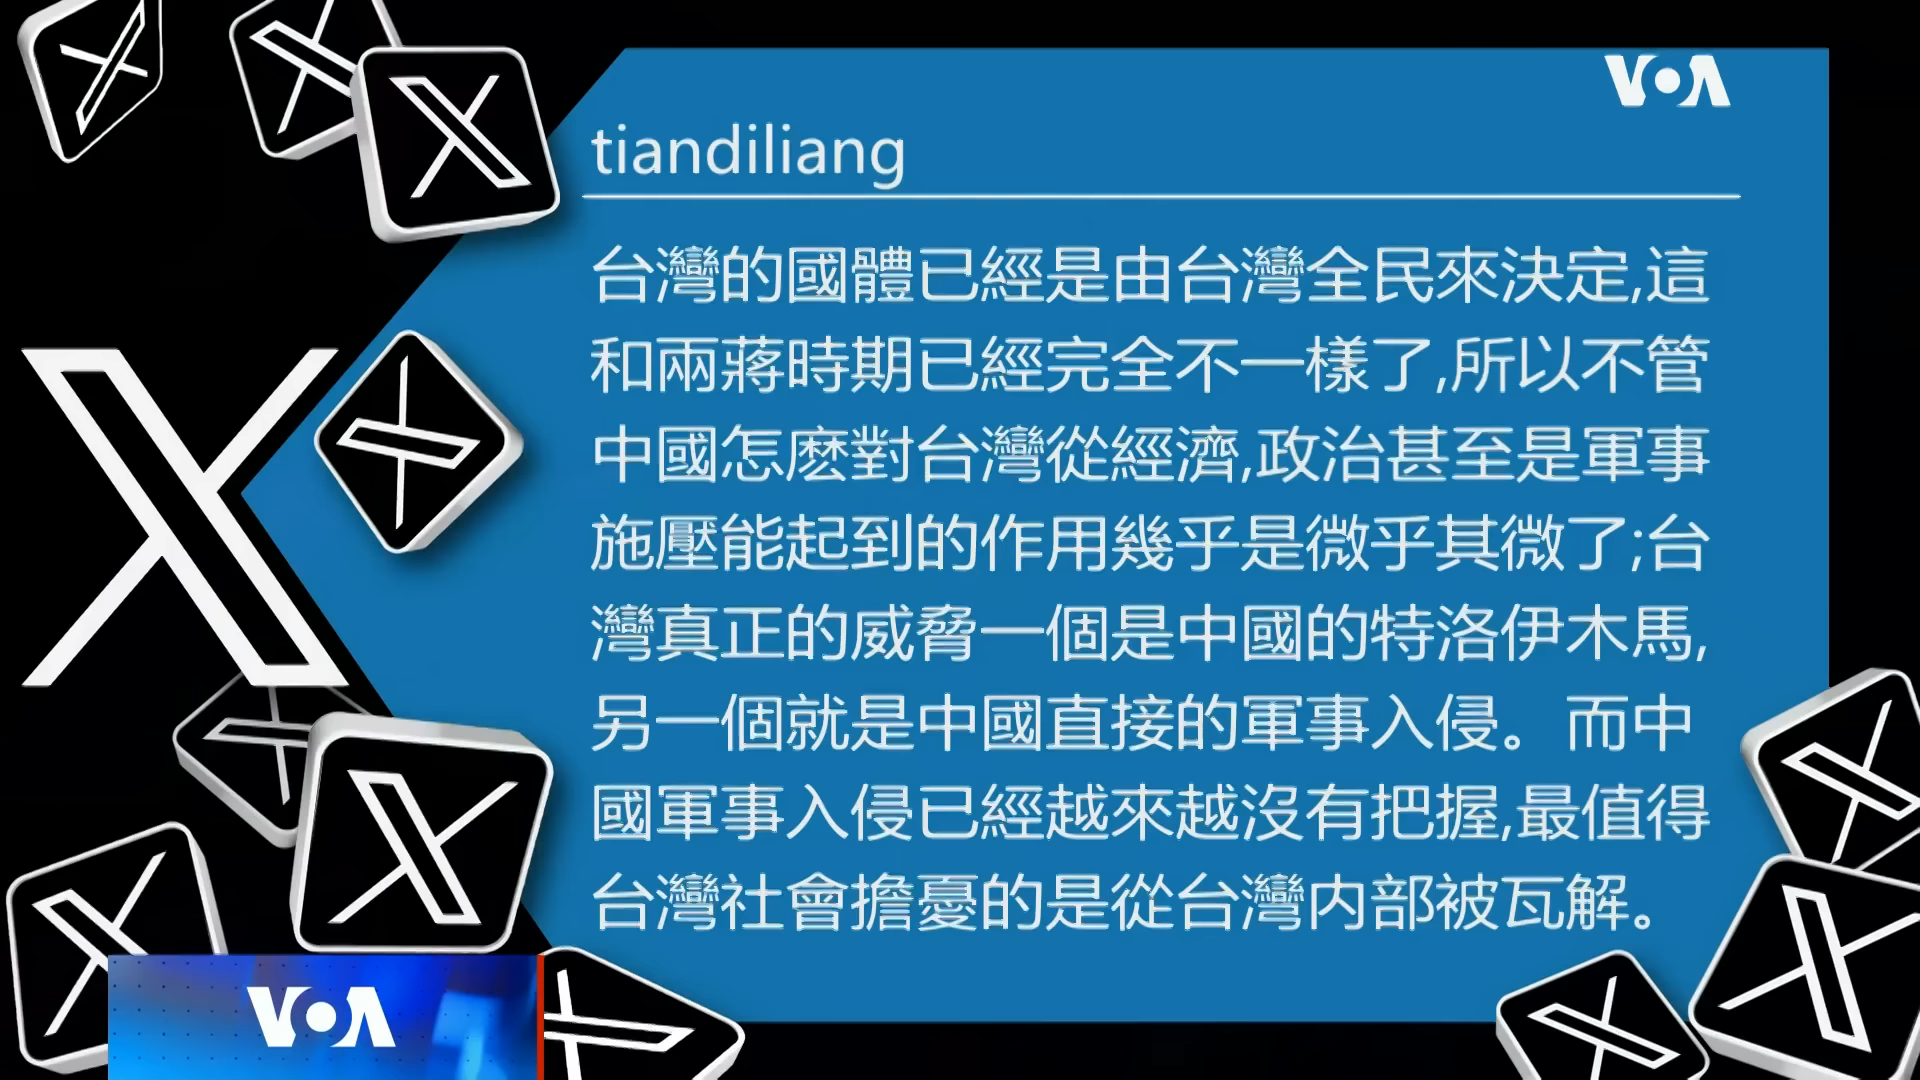 VOA
tiandiliang
台灣的國體已經是由台灣全民來決定,這
和兩蔣時期已經完全不一樣了,所以不管
中國怎麽對台灣從經濟,政治甚至是軍事
施壓能起到的作用幾乎是微乎其微了;台
灣真正的威脅一個是中國的特洛伊木馬,
另一個就是中國直接的軍事入侵。而中
國軍事入侵已經越來越沒有把握,最值得
台灣社會擔憂的是從台灣内部被瓦解。
VOA